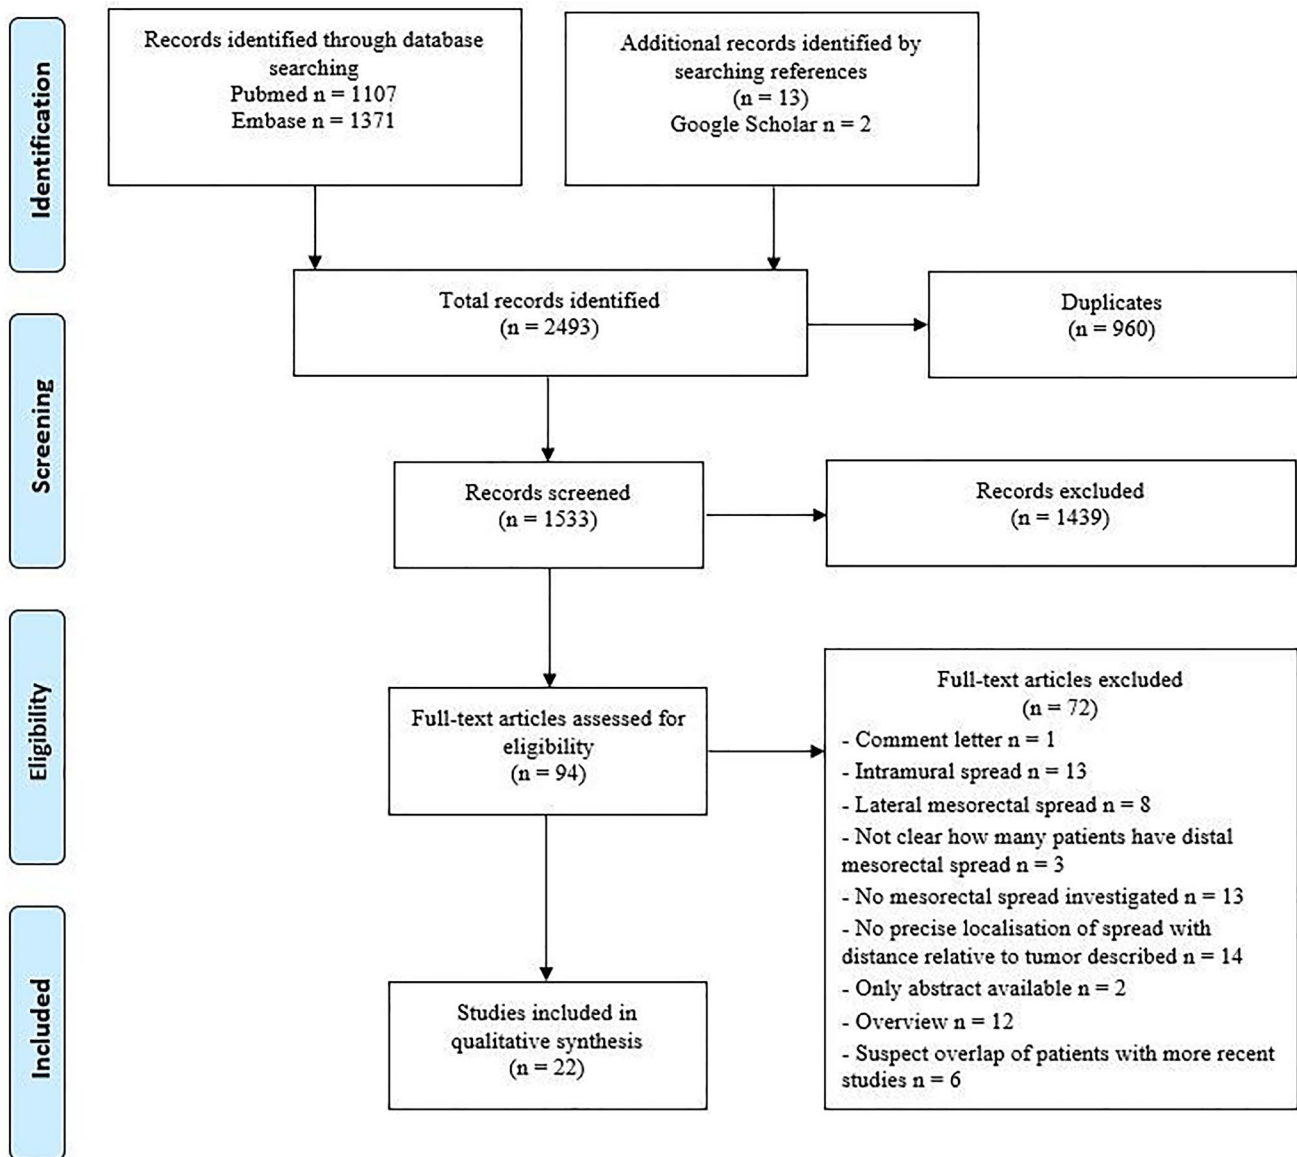 Identification
Records identified through database
searching
Pubmed n = 1107
Embase n = 1371
Additional records identified by
searching references
(n = 13)
Google Scholar n = 2
Total records identified
(n = 2493)
Duplicates
(n = 960)
Screening
Records screened
(n = 1533)
Records excluded
(n = 1439)
Eligibility
Full-text articles assessed for
eligibility
(n = 94)
Full-text articles excluded
(n = 72)
- Comment letter n = 1
- Intramural spread n = 13
- Lateral mesorectal spread n = 8
- Not clear how many patients have distal
mesorectal spread n = 3
- No mesorectal spread investigated n = 13
- No precise localisation of spread with
distance relative to tumor described n = 14
- Only abstract available n = 2
- Overview n = 12
- Suspect overlap of patients with more recent
studies n = 6
Included
Studies included in
qualitative synthesis
(n = 22)